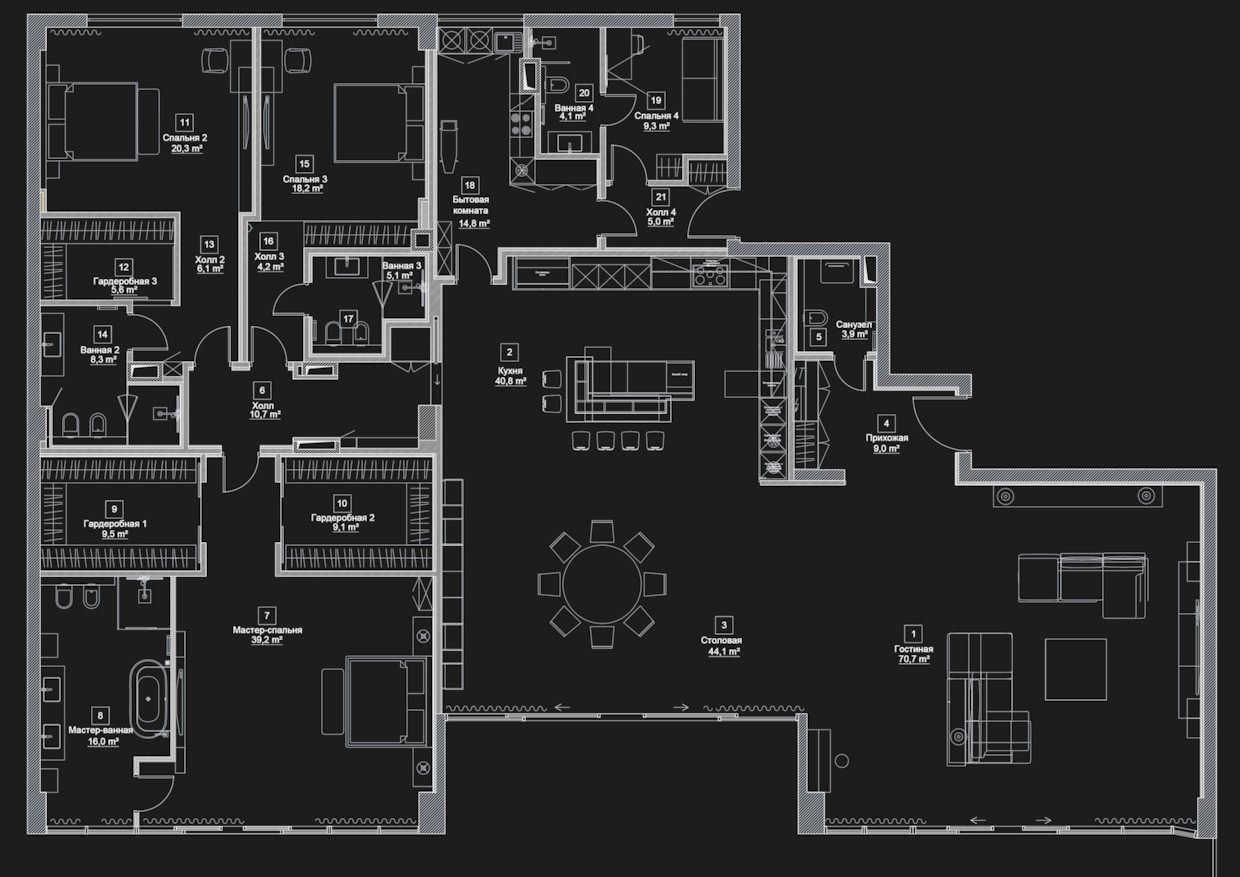 11
Спальня 2
20,3 m²
15
Спальня 3
18,2 m²
18
Бытовая
комната
14,8 m²
20
Ванная 4
4,1 m²
19
Спальня 4
9,3 m²
21
Холл 4
5,0 m²
12
Гардеробная 3
5,6 m²
13
Холл 2
6,1 m²
16
Холл 3
4,2 m²
Ванная 3
5,1 m²
17
14
Ванная 2
8,3 m²
6
Холл
10,7 m²
2
Кухня
40,8 m²
Санузел
3,9 m²
5
4
Прихожая
9,0 m²
9
Гардеробная 1
9,5 m²
10
Гардеробная 2
9,1 m²
7
Мастер-спальня
39,2 m²
8
Мастер-ванная
16,0 m²
3
Столовая
44,1 m²
1
Гостиная
70,7 m²